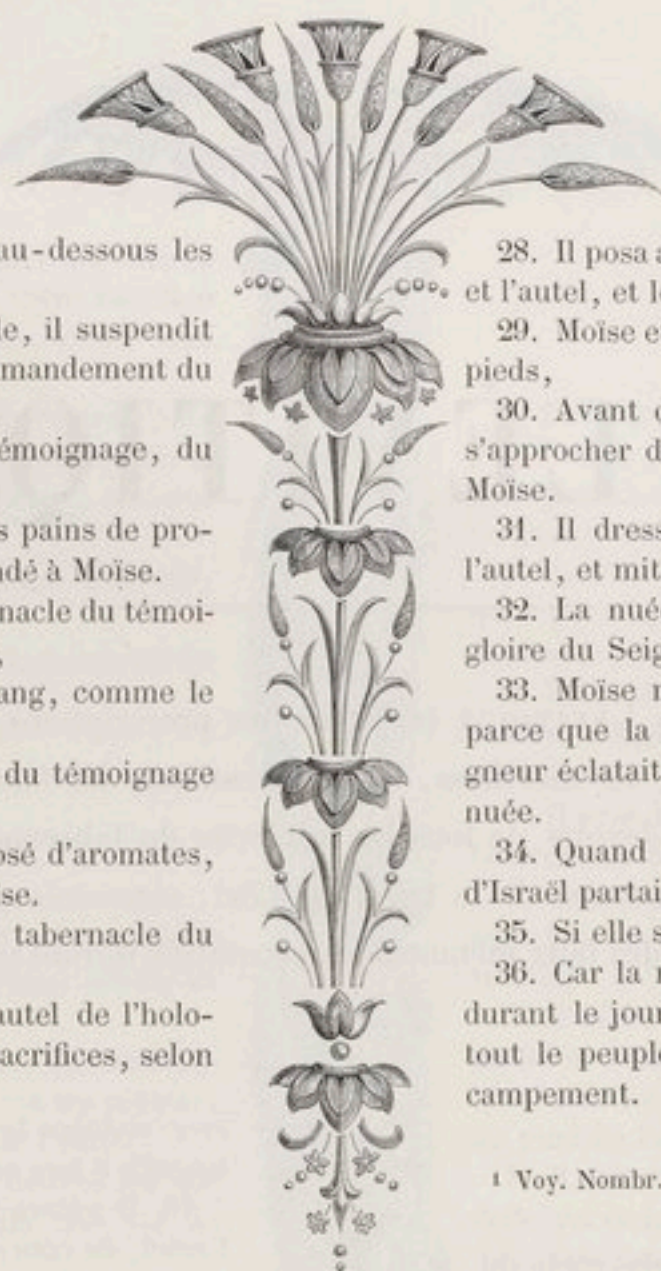 au-dessous les
le, il suspendit
mandement du
émoignage, du
s pains de pro-
ndé à Moïse.
nacle du témoi-
ang, comme le
du témoignage
osé d'aromates,
se.
tabernacle du
autel de l'holo-
acrifices, selon
28. Il posa a
et l'autel, et l
29. Moïse e
pieds,
30. Avant d
s'approcher d
Moïse.
31. Il dress
l'autel, et mit
32. La nué
gloire du Seig
33. Moïse n
parce que la
gneur éclatait
nuée.
34. Quand
d'Israël partai
35. Si elle s
36. Car la n
durant le jour
tout le peuple
campement.
1 Voy. Nombr.